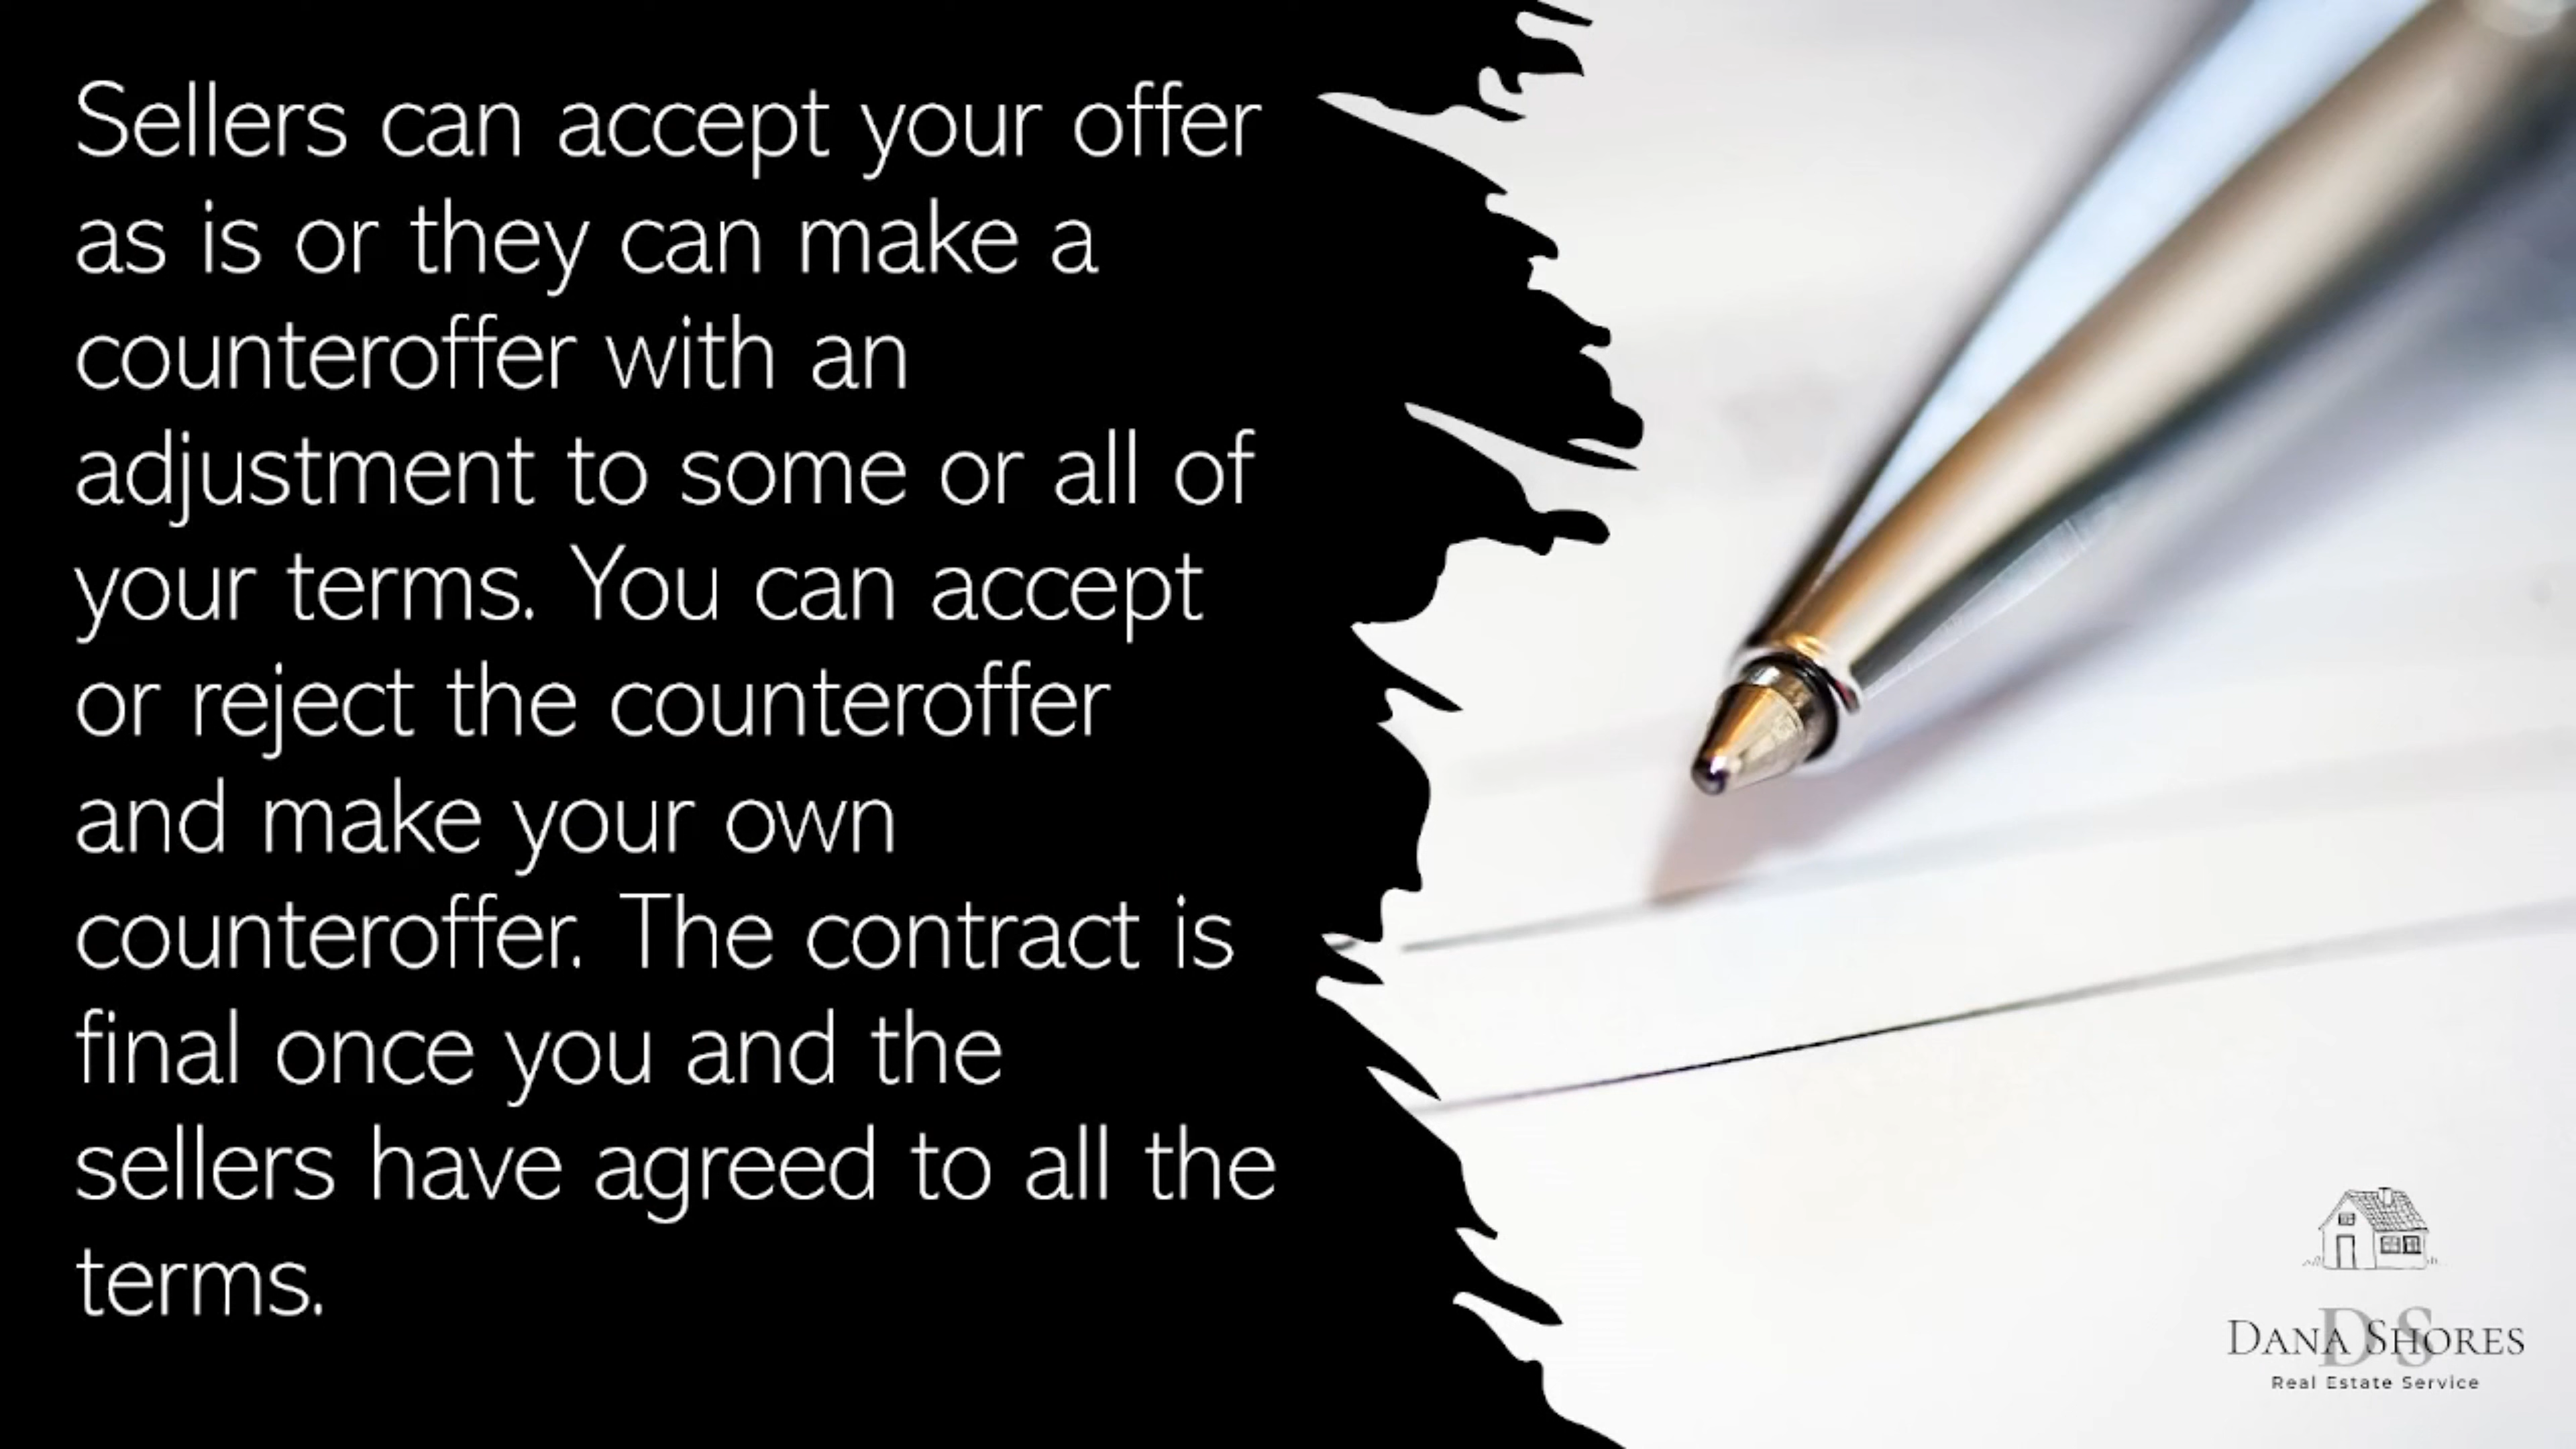 Sellers can accept your offer
as is or they can make a
counteroffer with an
adjustment to some or all of
your terms. You can accept
or reject the counteroffer
and make your own
counteroffer. The contract is
final once you and the
sellers have agreed to all the
terms.
DS
DANA SHORES
Real Estate Service